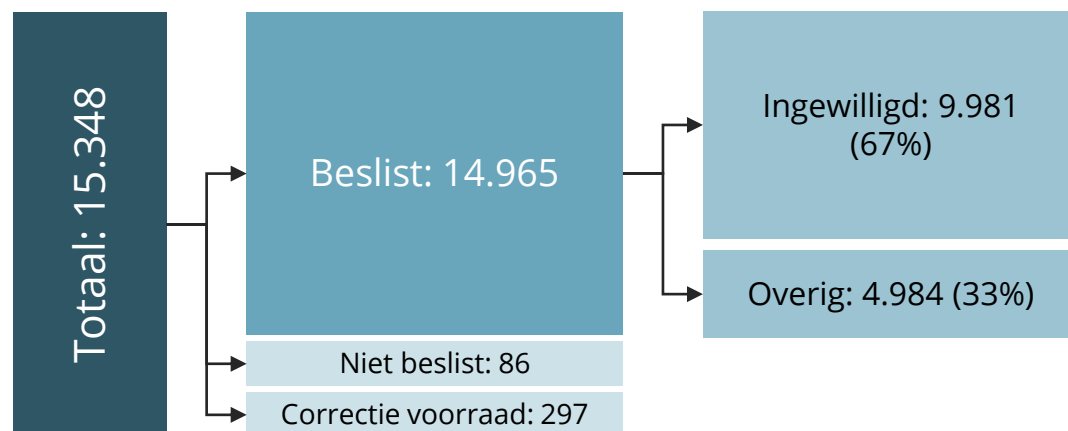 Totaal: 15.348
Beslist: 14.965
Niet beslist: 86
Correctie voorraad: 297
Ingewilligd: 9.981
(67%)
Overig: 4.984 (33%)